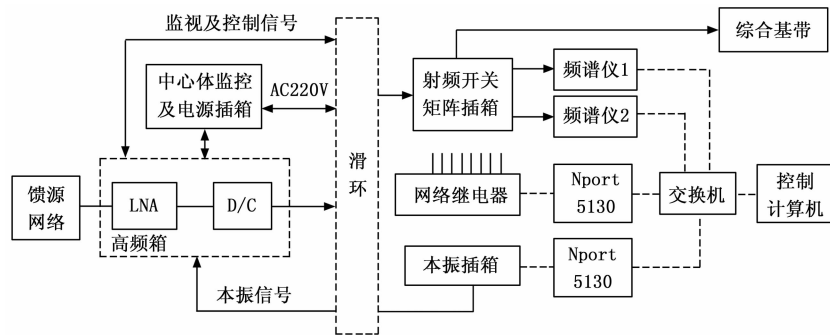 监视及控制信号
综合基带
中心体监控
及电源插箱
AC220V
射频开关
矩阵插箱
频谱仪1
频谱仪2
滑
环
馈源
网络
LNA
D/C
高频箱
网络继电器
Nport
5130
交换机
控制
计算机
本振插箱
Nport
5130
本振信号